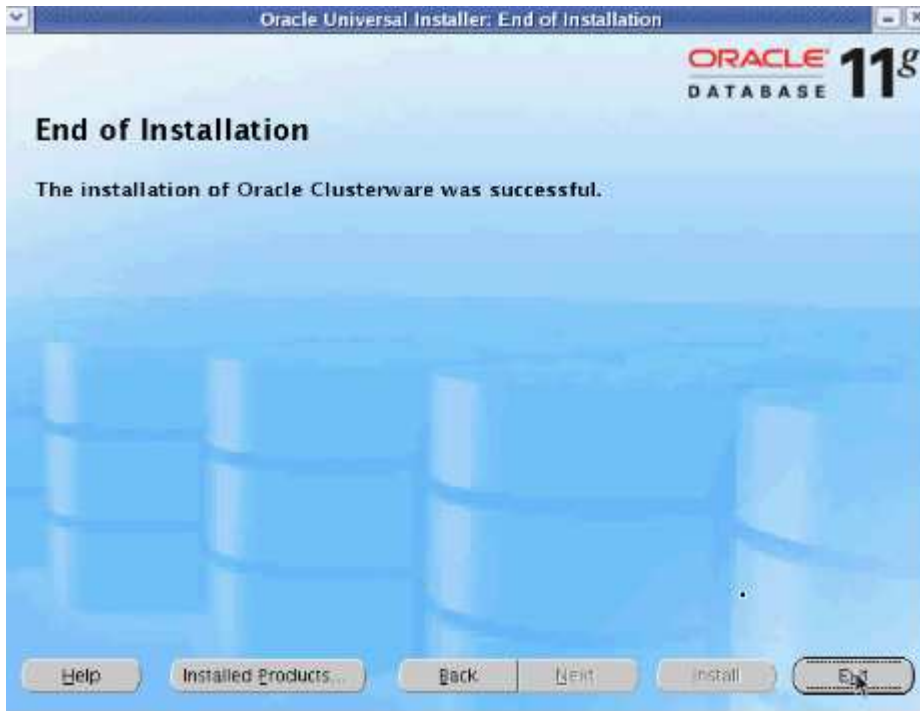 Oracle Universal Installer: End of Installation
ORACLE 11g
DATABASE
End of Installation
The installation of Oracle Clusterware was successful.
Help Installed Products... Back Next Install Exit